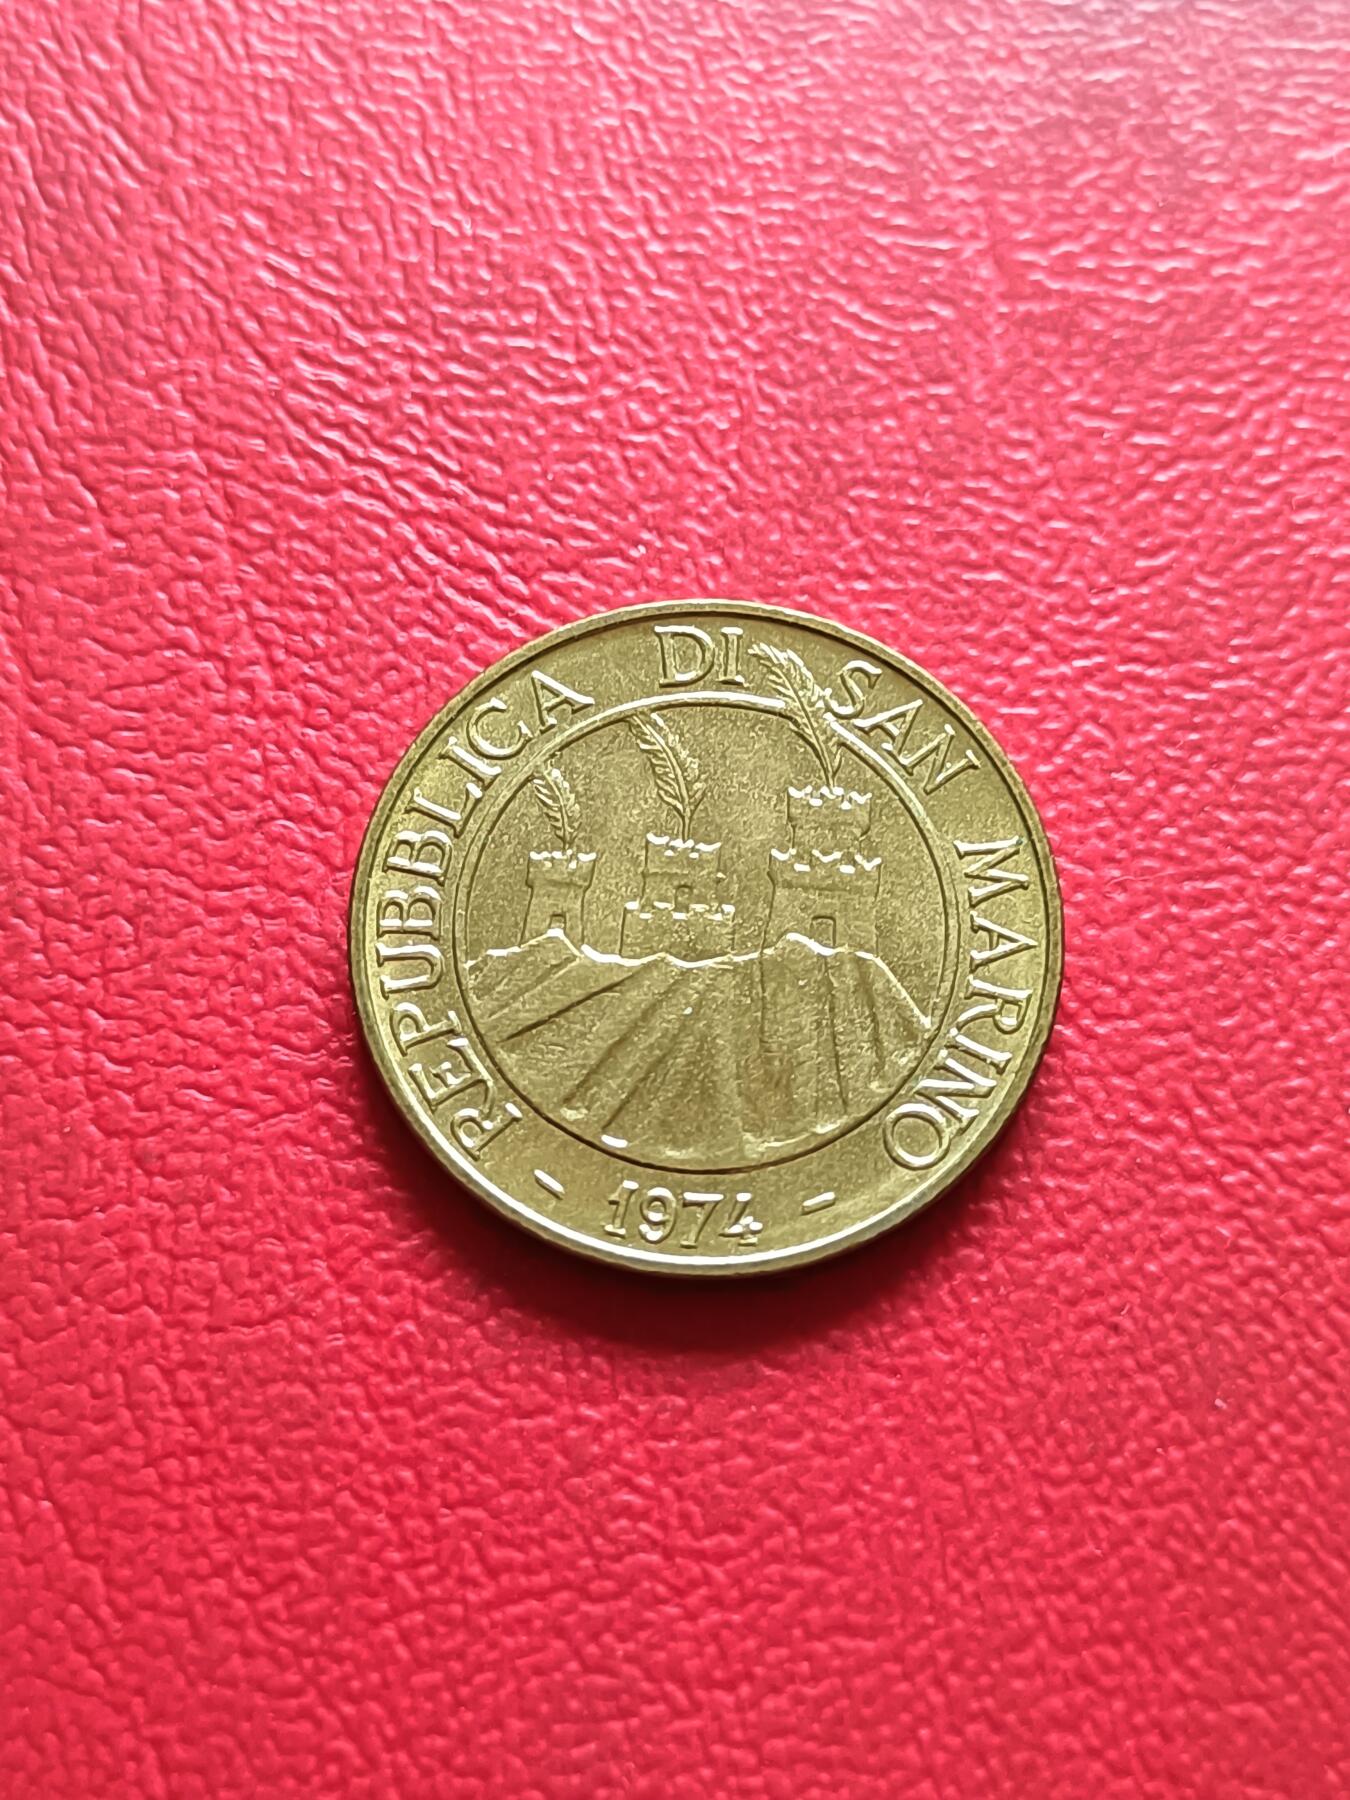 REPUBBLICA DI SAN MARINO
- 1974 -